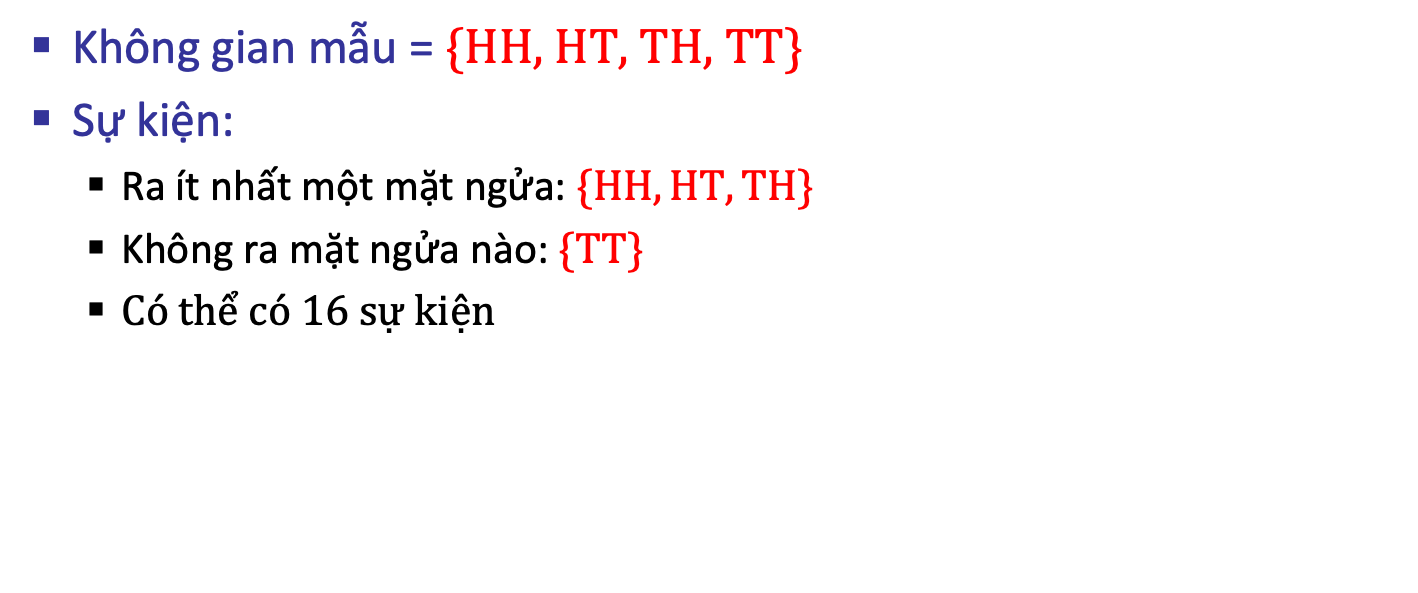 ▪ Không gian mẫu = {HH, HT, TH, TT}
▪ Sự kiện:
▪ Ra ít nhất một mặt ngửa: {HH, HT, TH}
▪ Không ra mặt ngửa nào: {TT}
▪ Có thể có 16 sự kiện